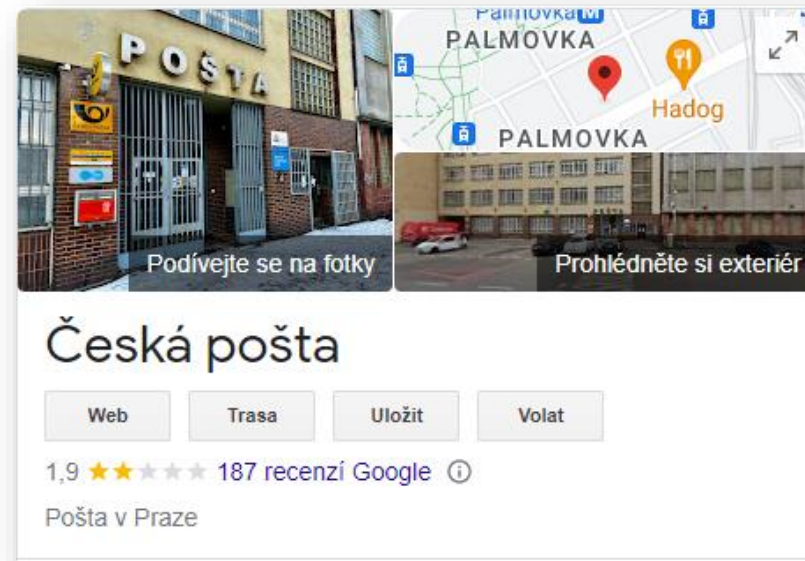 POŠTA
Palmovka M
PALMOVKA
Hadog
PALMOVKA
Podívejte se na fotky
Prohlédněte si exteriér
Česká pošta
Web
Trasa
Uložit
Volat
1,9 187 recenzí Google
Pošta v Praze